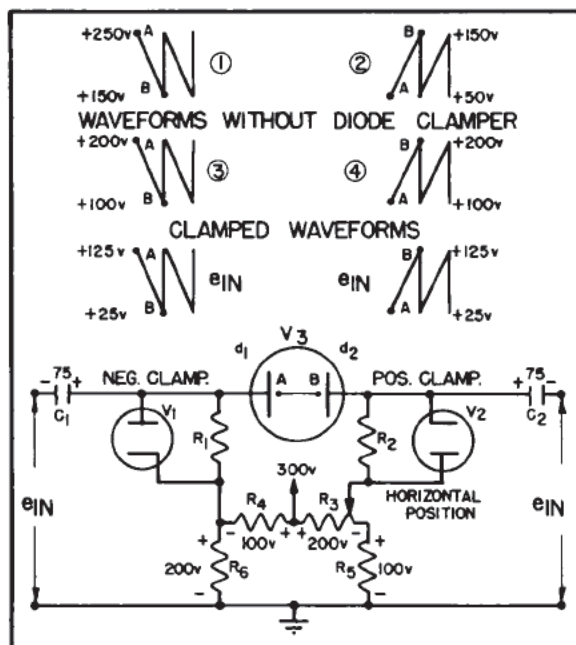 +250v A ① B +150v
② B +150v A +50v
WAVEFORMS WITHOUT DIODE CLAMPER
+200v A ③ B +100v
④ B +200v A +100v
CLAMPED WAVEFORMS
+125v A eIN B +25v
eIN B +125v A +25v
V3
d1 d2
NEG. CLAMP. A B POS. CLAMP.
- 75 + C1
+ 75 - C2
V1 R1 R2 V2
eIN eIN
300v
HORIZONTAL
POSITION
R4 R3
- 100v + + 200v -
+ 200v - R6
+ 100v - R5